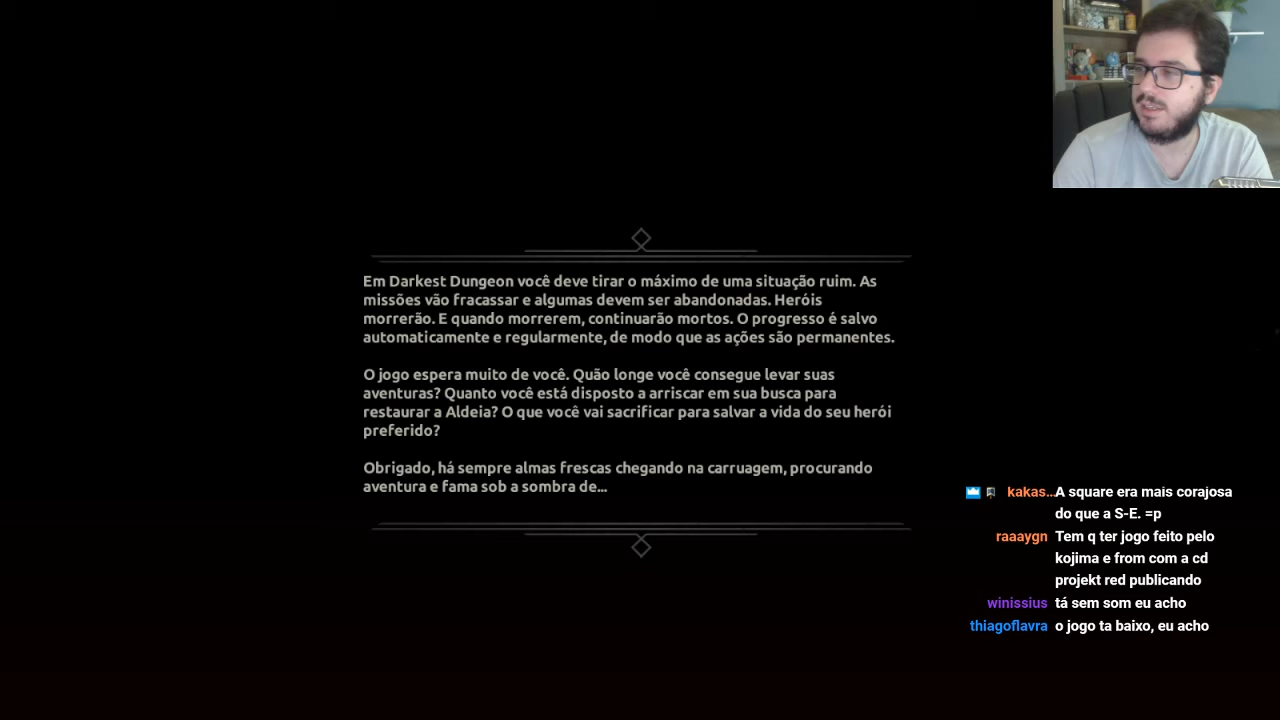 Em Darkest Dungeon você deve tirar o máximo de uma situação ruim. As
missões vão fracassar e algumas devem ser abandonadas. Heróis
morrerão. E quando morrerem, continuarão mortos. O progresso é salvo
automaticamente e regularmente, de modo que as ações são permanentes.
O jogo espera muito de você. Quão longe você consegue levar suas
aventuras? Quanto você está disposto a arriscar em sua busca para
restaurar a Aldeia? O que você vai sacrificar para salvar a vida do seu herói
preferido?
Obrigado, há sempre almas frescas chegando na carruagem, procurando
aventura e fama sob a sombra de...
kakas... A square era mais corajosa
do que a S-E. =p
raaaygn Tem q ter jogo feito pelo
kojima e from com a cd
projekt red publicando
winissius tá sem som eu acho
thiagoflavra o jogo ta baixo, eu acho